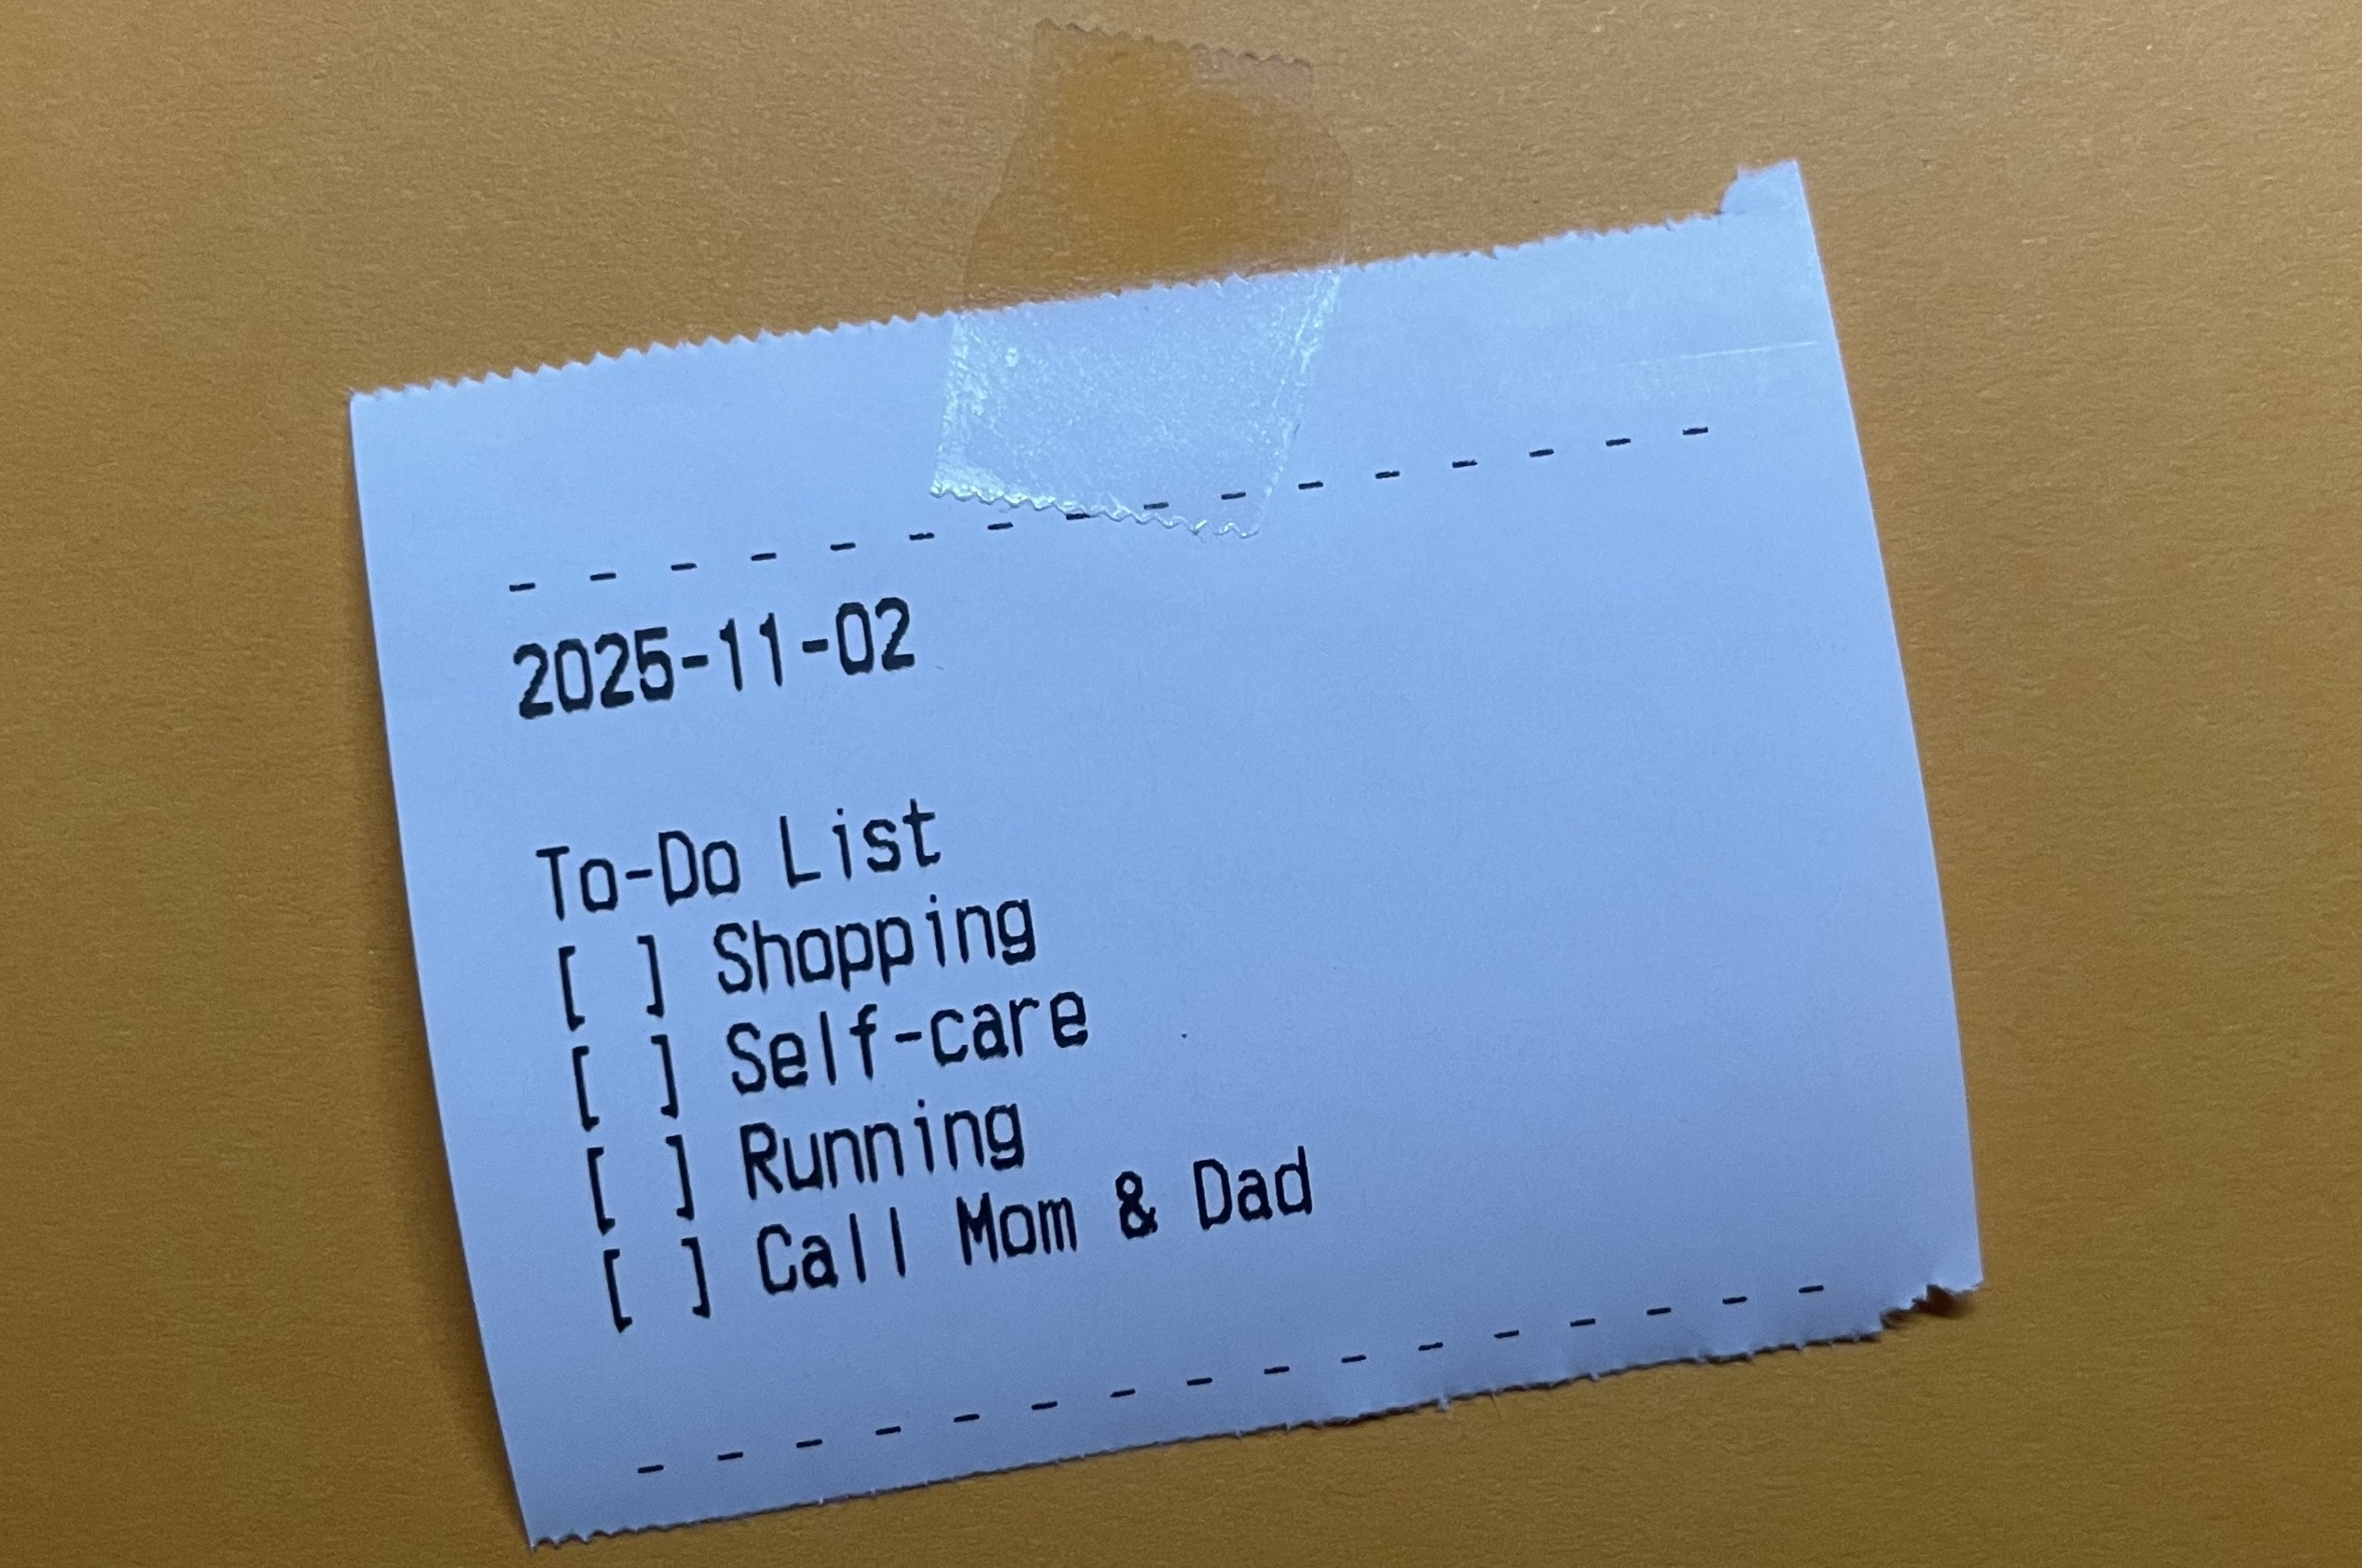 - - - - - - - - - - - - - - - -
2025-11-02
To-Do List
[ ] Shopping
[ ] Self-care
[ ] Running
[ ] Call Mom & Dad
- - - - - - - - - - - - - - - -